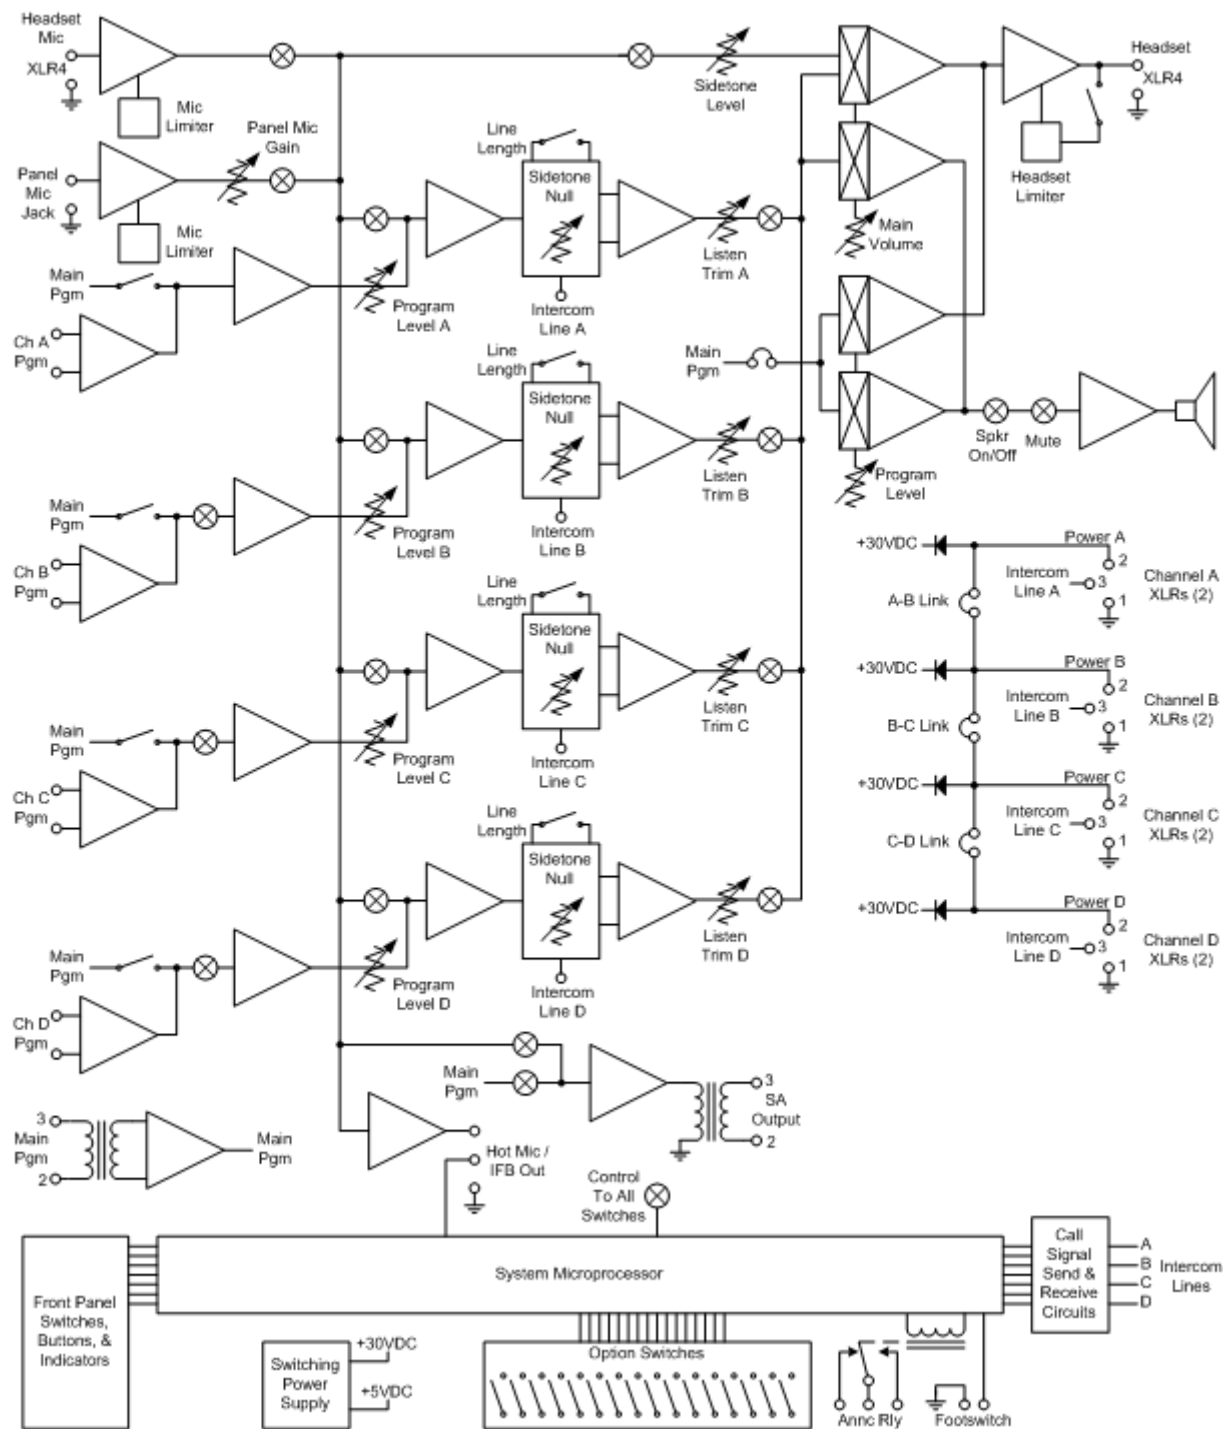 Headset
Mic
XLR4
Mic
Limiter
Panel Mic
Gain
Panel
Mic
Jack
Mic
Limiter
Sidetone
Level
Headset
XLR4
Headset
Limiter
Main
Volume
Line
Length
Sidetone
Null
Listen
Trim A
Intercom
Line A
Main
Pgm
Program
Level A
Ch A
Pgm
Line
Length
Sidetone
Null
Listen
Trim B
Intercom
Line B
Main
Pgm
Program
Level B
Ch B
Pgm
Main
Pgm
Spkr
On/Off
Mute
Program
Level
Line
Length
Sidetone
Null
Listen
Trim C
Intercom
Line C
Main
Pgm
Program
Level C
Ch C
Pgm
Line
Length
Sidetone
Null
Listen
Trim D
Intercom
Line D
Main
Pgm
Program
Level D
Ch D
Pgm
+30VDC
Power A
2
Intercom
Line A
3
1
Channel A
XLRs (2)
A-B Link
+30VDC
Power B
2
Intercom
Line B
3
1
Channel B
XLRs (2)
B-C Link
+30VDC
Power C
2
Intercom
Line C
3
1
Channel C
XLRs (2)
C-D Link
+30VDC
Power D
2
Intercom
Line D
3
1
Channel D
XLRs (2)
Main
Pgm
3
SA
Output
2
3
Main
Pgm
2
Main
Pgm
Hot Mic /
IFB Out
Control
To All
Switches
System Microprocessor
Front Panel
Switches,
Buttons, &
Indicators
Call
Signal
Send &
Receive
Circuits
A
B
C
D
Intercom
Lines
Switching
Power
Supply
+30VDC
+5VDC
Option Switches
Annc Rly
Footswitch